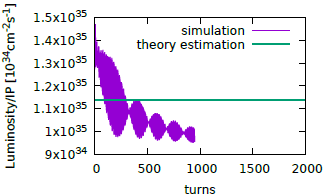 1.5x10³⁵
1.4x10³⁵
1.3x10³⁵
1.2x10³⁵
1.1x10³⁵
1x10³⁵
9x10³⁴
Luminosity/IP [10³⁴cm⁻²s⁻¹]
simulation
theory estimation
0 500 1000 1500 2000
turns